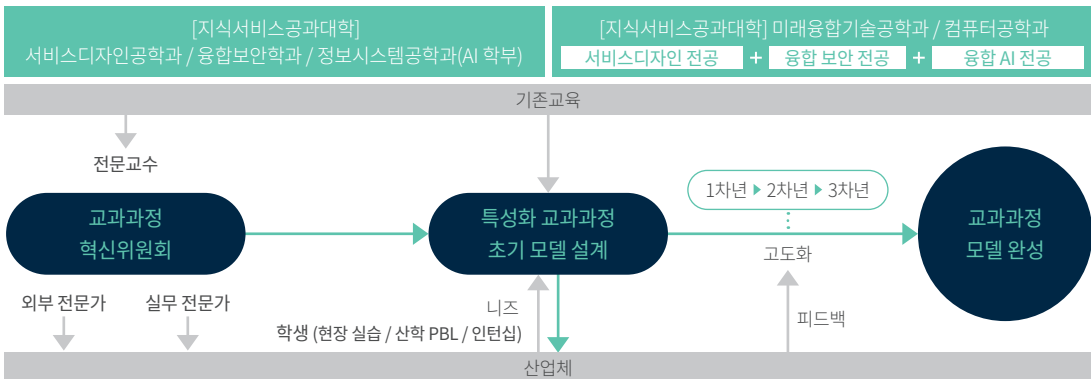 [지식서비스공과대학]
서비스디자인공학과 / 융합보안학과 / 정보시스템공학과(AI 학부)
[지식서비스공과대학] 미래융합기술공학과 / 컴퓨터공학과
서비스디자인 전공 + 융합 보안 전공 + 융합 AI 전공
기존교육
전문교수
교과과정
혁신위원회
외부 전문가
실무 전문가
특성화 교과과정
초기 모델 설계
니즈
학생 (현장 실습 / 산학 PBL / 인턴십)
1차년 ▶ 2차년 ▶ 3차년
고도화
피드백
교과과정
모델 완성
산업체